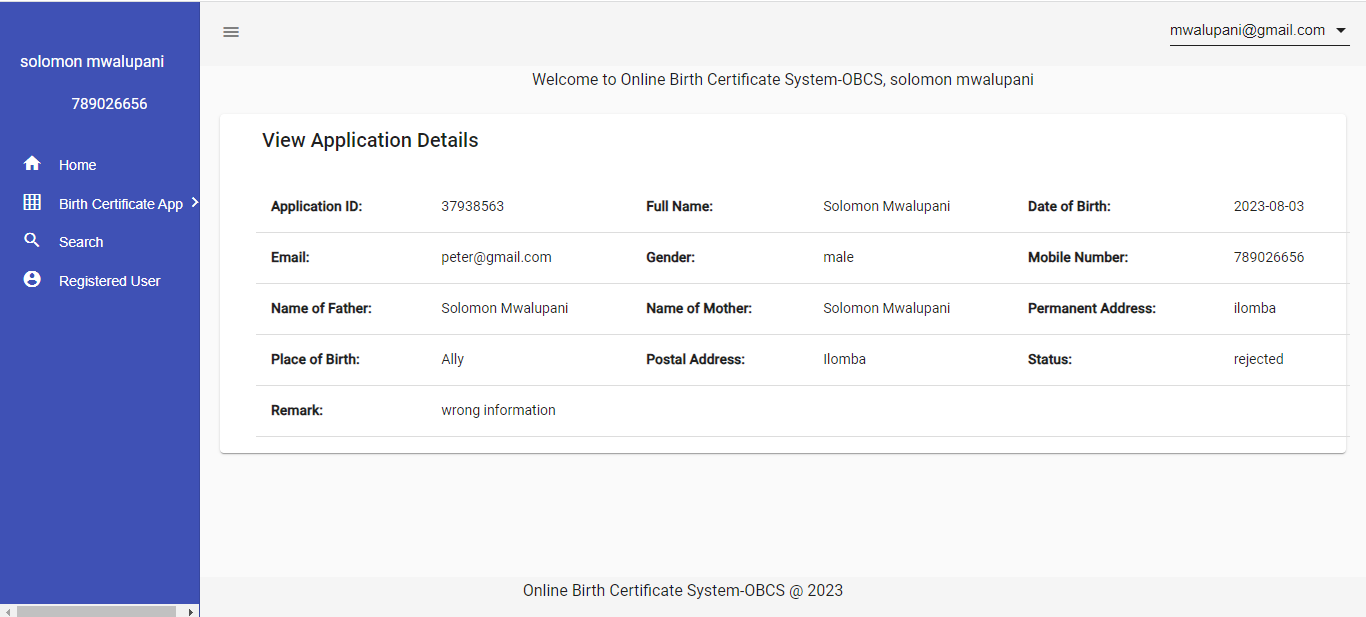 solomon mwalupani
789026656
Home
Birth Certificate App
Search
Registered User
mwalupani@gmail.com
Welcome to Online Birth Certificate System-OBCS, solomon mwalupani
View Application Details
Application ID: 37938563 Full Name: Solomon Mwalupani Date of Birth: 2023-08-03
Email: peter@gmail.com Gender: male Mobile Number: 789026656
Name of Father: Solomon Mwalupani Name of Mother: Solomon Mwalupani Permanent Address: ilomba
Place of Birth: Ally Postal Address: Ilomba Status: rejected
Remark: wrong information
Online Birth Certificate System-OBCS @ 2023